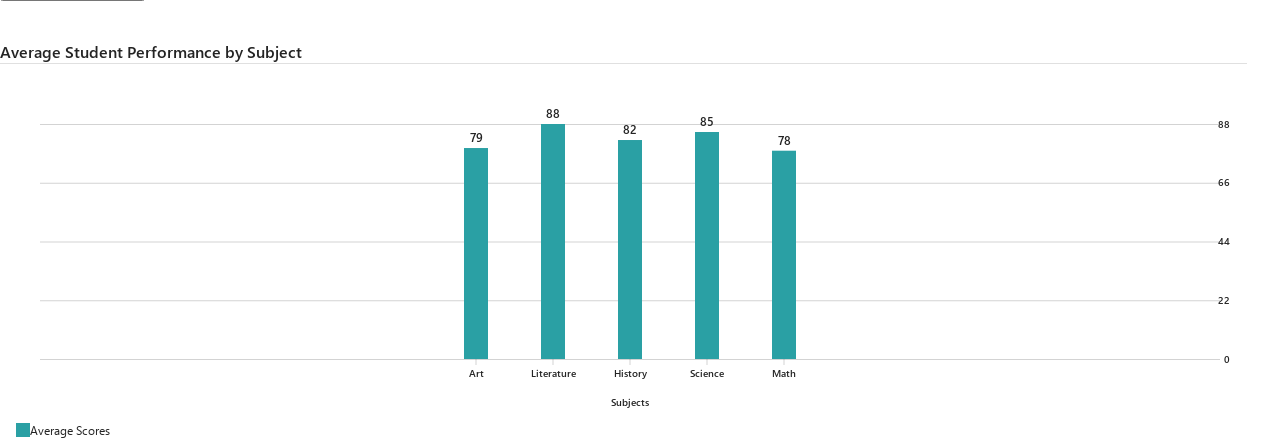 Average Student Performance by Subject
79
88
82
85
78
88
66
44
22
0
Art Literature History Science Math
Subjects
Average Scores